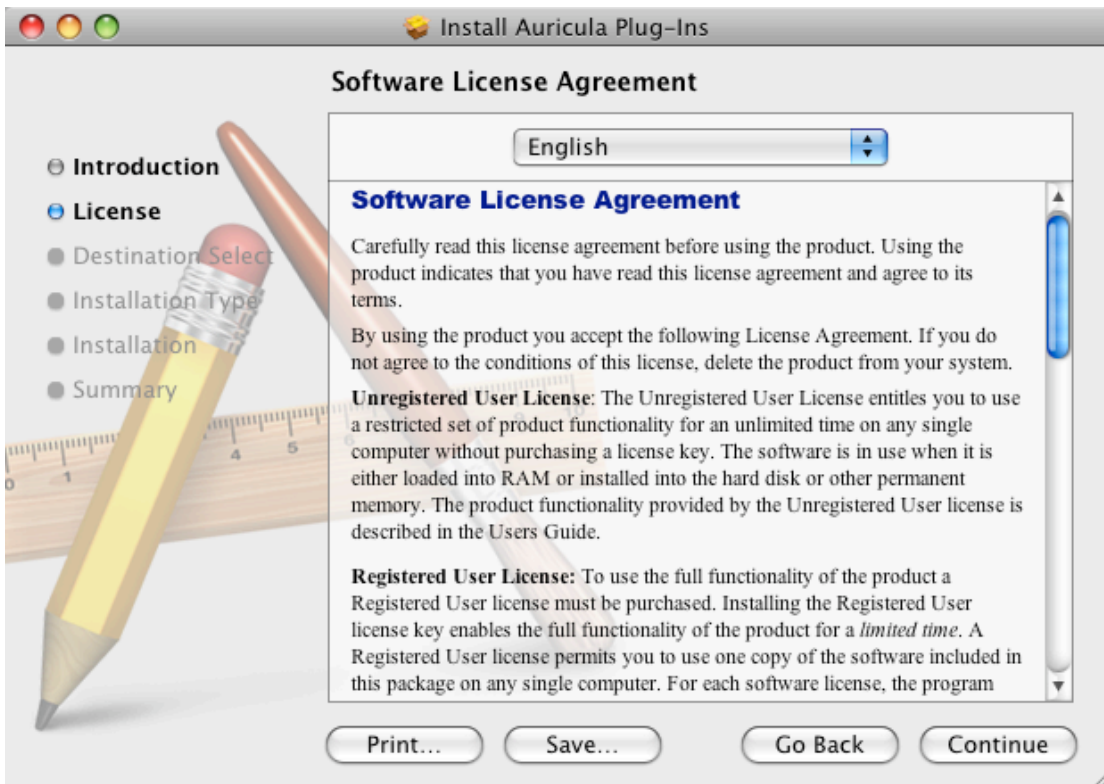 Install Auricula Plug-Ins
Software License Agreement
Introduction
License
Destination Select
Installation Type
Installation
Summary
English
Software License Agreement
Carefully read this license agreement before using the product. Using the
product indicates that you have read this license agreement and agree to its
terms.
By using the product you accept the following License Agreement. If you do
not agree to the conditions of this license, delete the product from your system.
Unregistered User License: The Unregistered User License entitles you to use
a restricted set of product functionality for an unlimited time on any single
computer without purchasing a license key. The software is in use when it is
either loaded into RAM or installed into the hard disk or other permanent
memory. The product functionality provided by the Unregistered User license is
described in the Users Guide.
Registered User License: To use the full functionality of the product a
Registered User license must be purchased. Installing the Registered User
license key enables the full functionality of the product for a limited time. A
Registered User license permits you to use one copy of the software included in
this package on any single computer. For each software license, the program
0 1 4 5 6 8 10
Print...
Save...
Go Back
Continue